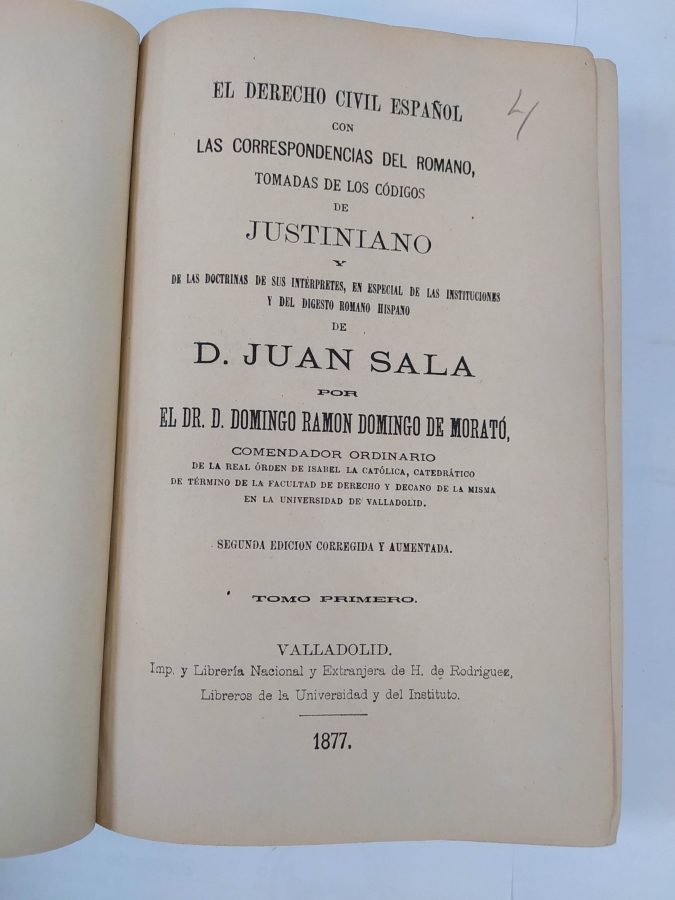 EL DERECHO CIVIL ESPAÑOL
CON
LAS CORRESPONDENCIAS DEL ROMANO,
TOMADAS DE LOS CÓDIGOS
DE
JUSTINIANO
Y
DE LAS DOCTRINAS DE SUS INTÉRPRETES, EN ESPECIAL DE LAS INSTITUCIONES
Y DEL DIGESTO ROMANO HISPANO
DE
D. JUAN SALA
POR
EL DR. D. DOMINGO RAMON DOMINGO DE MORATÓ,
COMENDADOR ORDINARIO
DE LA REAL ÓRDEN DE ISABEL LA CATÓLICA, CATEDRÁTICO
DE TÉRMINO DE LA FACULTAD DE DERECHO Y DECANO DE LA MISMA
EN LA UNIVERSIDAD DE VALLADOLID.
SEGUNDA EDICION CORREGIDA Y AUMENTADA.
TOMO PRIMERO.
VALLADOLID.
Imp. y Librería Nacional y Extranjera de H. de Rodriguez,
Libreros de la Universidad y del Instituto.
1877.